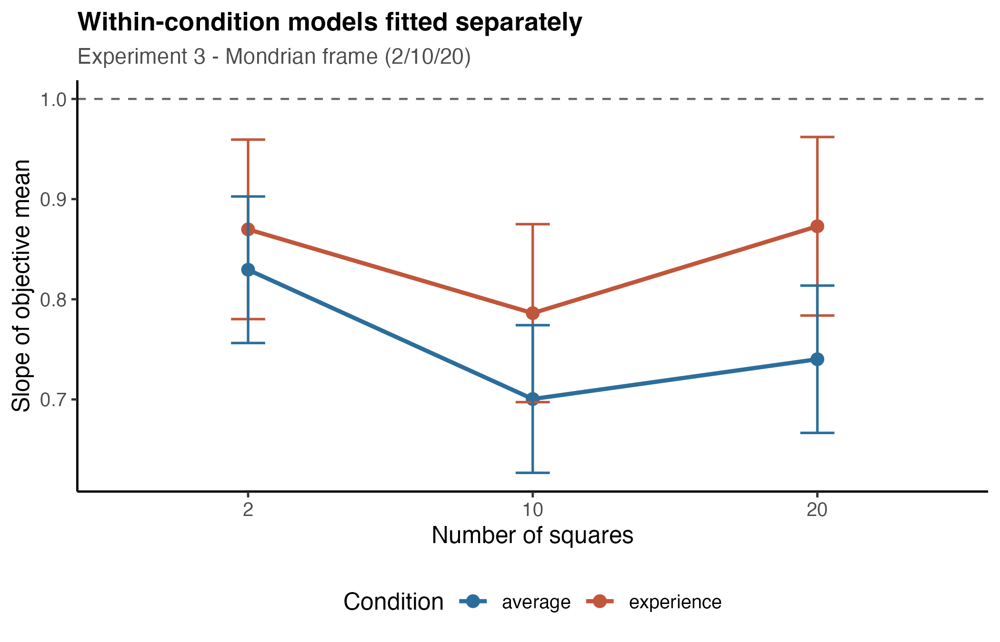 Within-condition models fitted separately
Experiment 3 - Mondrian frame (2/10/20)
Slope of objective mean
1.0
0.9
0.8
0.7
2 10 20
Number of squares
Condition average experience